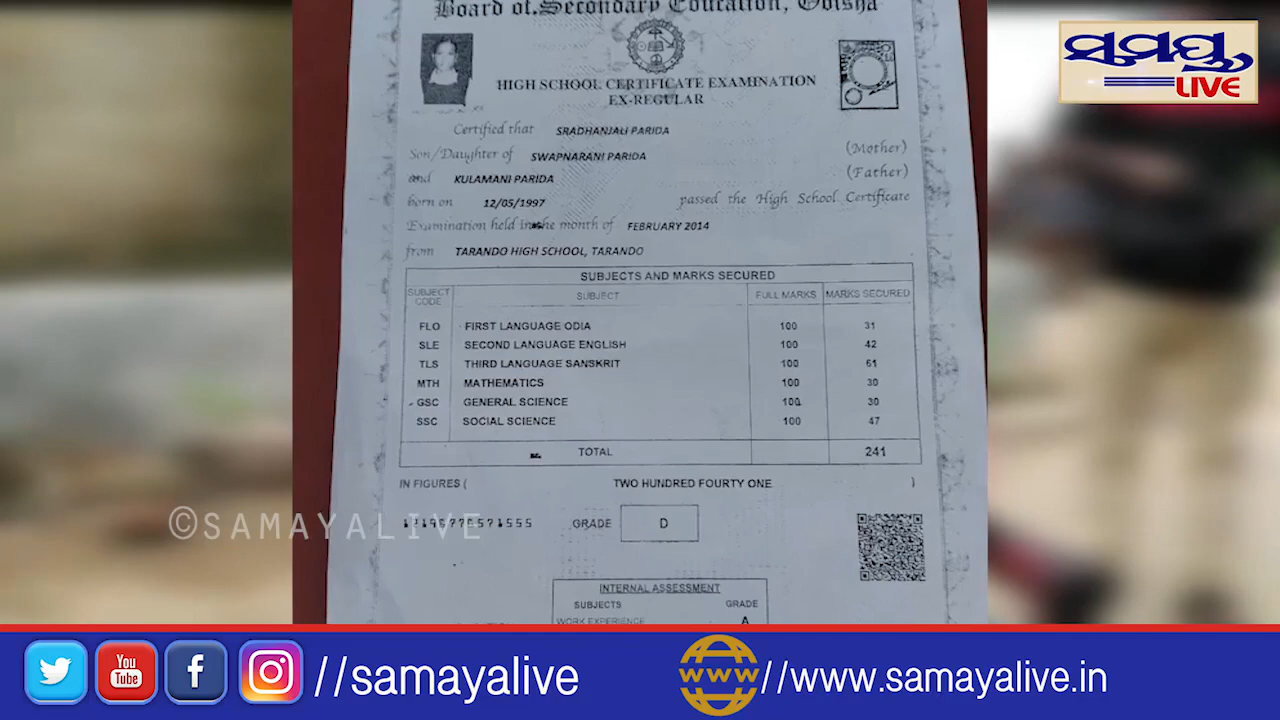 Board of Secondary Education, Odisha
ସମୟ
LIVE
HIGH SCHOOL CERTIFICATE EXAMINATION
EX-REGULAR
Certified that SRADHANJALI PARIDA
Son/Daughter of SWAPNARANI PARIDA (Mother)
and KULAMANI PARIDA (Father)
born on 12/05/1997 passed the High School Certificate
Examination held in the month of FEBRUARY 2014
from TARANDO HIGH SCHOOL, TARANDO
SUBJECTS AND MARKS SECURED
SUBJECT CODE SUBJECT FULL MARKS MARKS SECURED
FLO FIRST LANGUAGE ODIA 100 31
SLE SECOND LANGUAGE ENGLISH 100 42
TLS THIRD LANGUAGE SANSKRIT 100 61
MTH MATHEMATICS 100 30
GSC GENERAL SCIENCE 100 30
SSC SOCIAL SCIENCE 100 47
TOTAL 241
IN FIGURES ( TWO HUNDRED FOURTY ONE )
©SAMAYALIVE
GRADE D
INTERNAL ASSESSMENT
SUBJECTS GRADE
WORK EXPERIENCE A
You Tube
//samayalive
www //www.samayalive.in